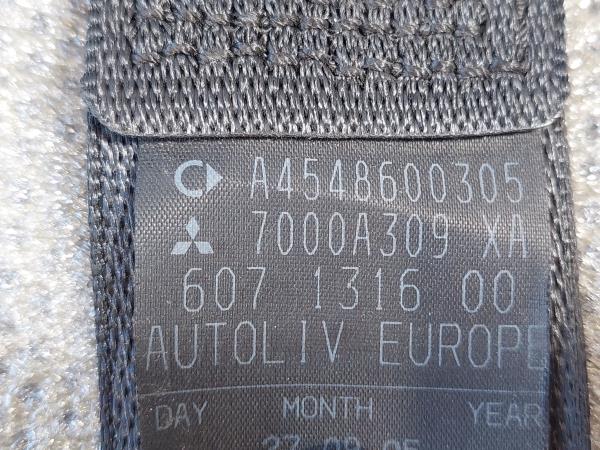 A4548600305
7000A309 XA
607 1316 00
AUTOLIV EUROPE
DAY MONTH YEAR